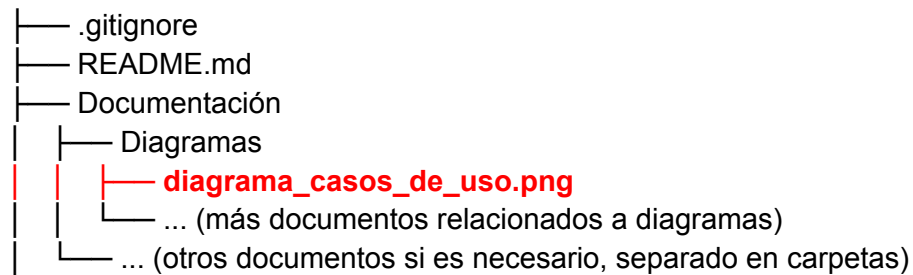 ├── .gitignore
├── README.md
├── Documentación
│ ├── Diagramas
│ │ ├── diagrama_casos_de_uso.png
│ │ └── ... (más documentos relacionados a diagramas)
│ └── ... (otros documentos si es necesario, separado en carpetas)